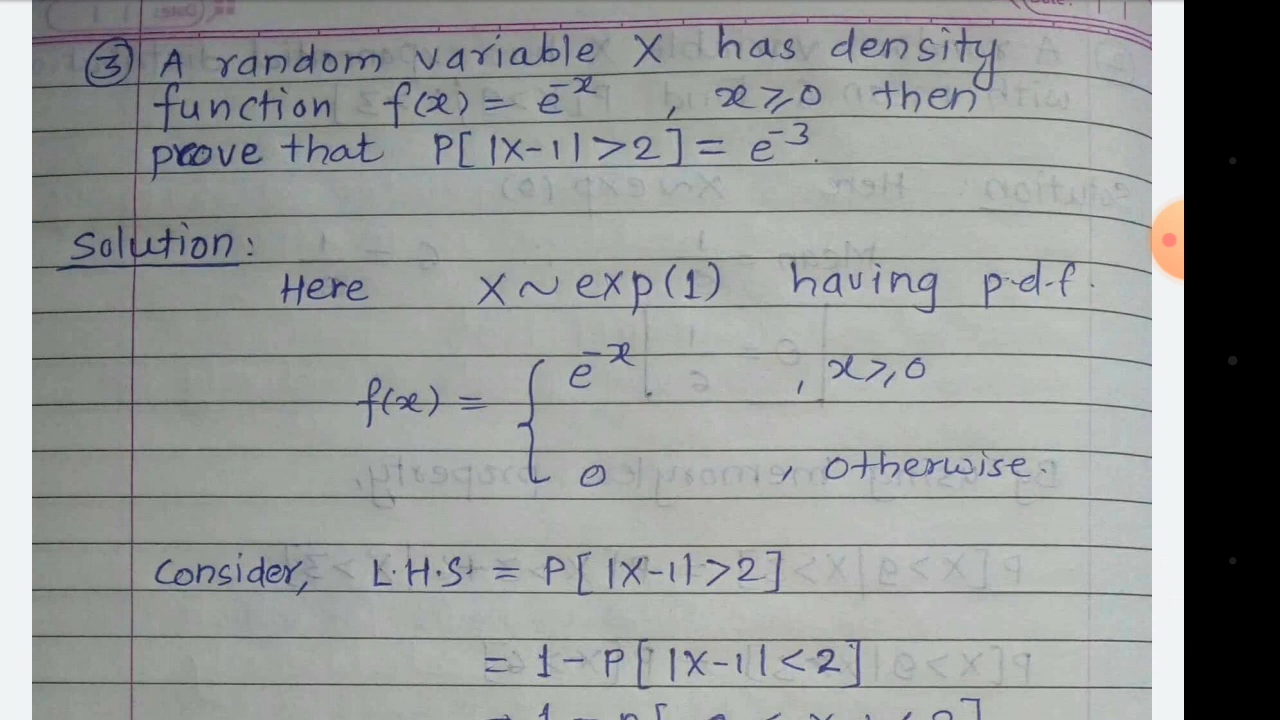 ③ A random variable X has density
function f(x) = e^{-x} , x ≥ 0 then
prove that P[ |X-1| > 2 ] = e^{-3}.
Solution:
Here X ~ exp(1) having p.d.f.
f(x) = { e^{-x} , x ≥ 0
0 , otherwise.
Consider, L.H.S. = P[ |X-1| > 2 ]
= 1 - P[ |X-1| < 2 ]